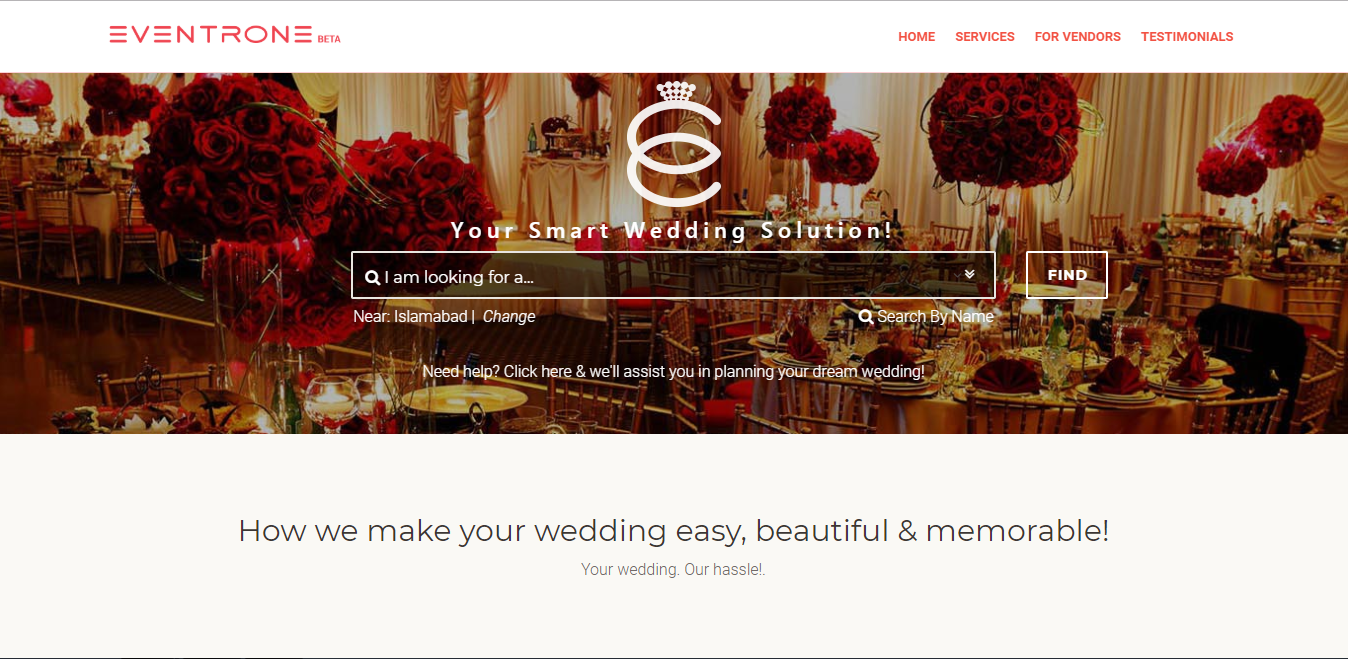 EVENTRONE BETA
HOME SERVICES FOR VENDORS TESTIMONIALS
Your Smart Wedding Solution!
I am looking for a...
FIND
Near: Islamabad | Change
Search By Name
Need help? Click here & we'll assist you in planning your dream wedding!
How we make your wedding easy, beautiful & memorable!
Your wedding. Our hassle!.